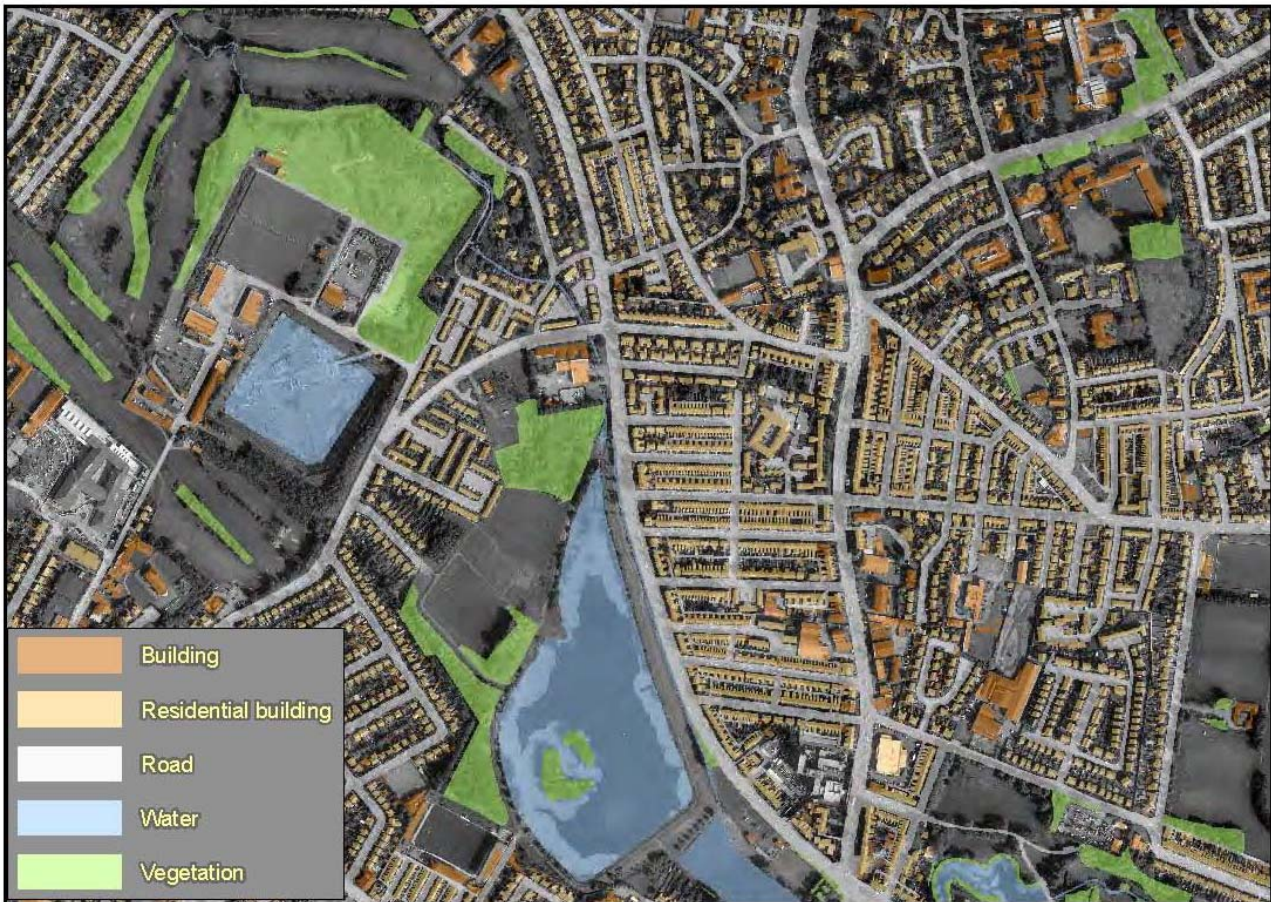 Building
Residential building
Road
Water
Vegetation